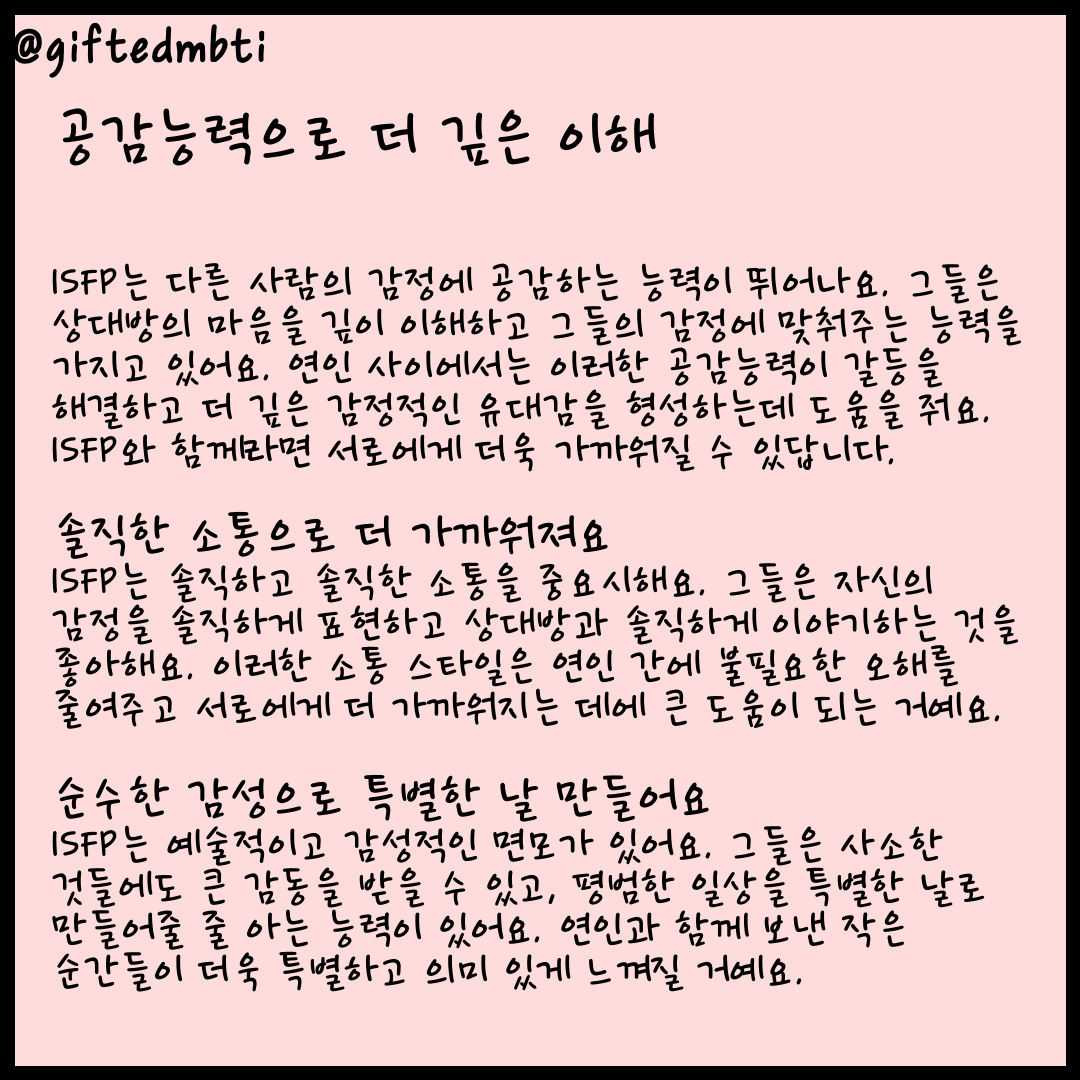 @giftedmbti
공감능력으로 더 깊은 이해
ISFP는 다른 사람의 감정에 공감하는 능력이 뛰어나요. 그들은
상대방의 마음을 깊이 이해하고 그들의 감정에 맞춰주는 능력을
가지고 있어요. 연인 사이에서는 이러한 공감능력이 갈등을
해결하고 더 깊은 감정적인 유대감을 형성하는데 도움을 줘요.
ISFP와 함께라면 서로에게 더욱 가까워질 수 있답니다.
솔직한 소통으로 더 가까워져요
ISFP는 솔직하고 솔직한 소통을 중요시해요. 그들은 자신의
감정을 솔직하게 표현하고 상대방과 솔직하게 이야기하는 것을
좋아해요. 이러한 소통 스타일은 연인 간에 불필요한 오해를
줄여주고 서로에게 더 가까워지는 데에 큰 도움이 되는 거예요.
순수한 감성으로 특별한 날 만들어요
ISFP는 예술적이고 감성적인 면모가 있어요. 그들은 사소한
것들에도 큰 감동을 받을 수 있고, 평범한 일상을 특별한 날로
만들어줄 줄 아는 능력이 있어요. 연인과 함께 보낸 작은
순간들이 더욱 특별하고 의미 있게 느껴질 거예요.